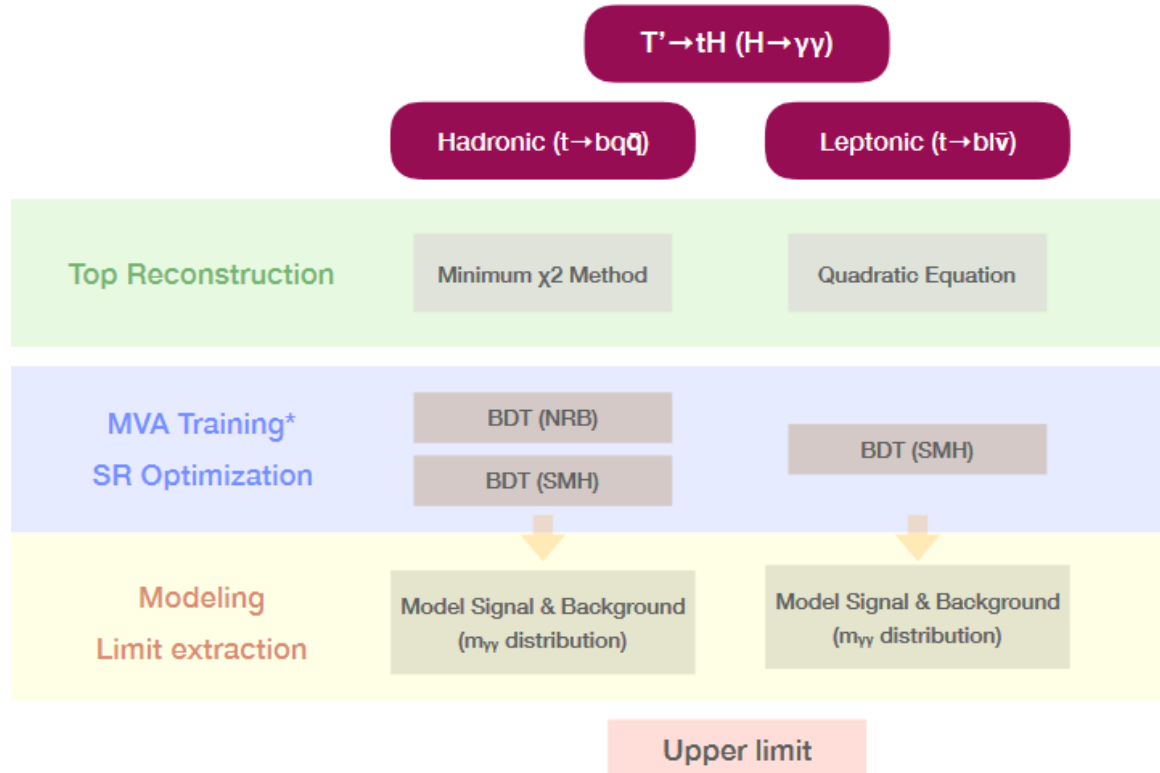 T’→tH (H→γγ)
Hadronic (t→bqq̄)
Leptonic (t→blv̄)
Top Reconstruction
Minimum χ2 Method
Quadratic Equation
MVA Training*
SR Optimization
BDT (NRB)
BDT (SMH)
BDT (SMH)
Modeling
Limit extraction
Model Signal & Background
(mγγ distribution)
Model Signal & Background
(mγγ distribution)
Upper limit